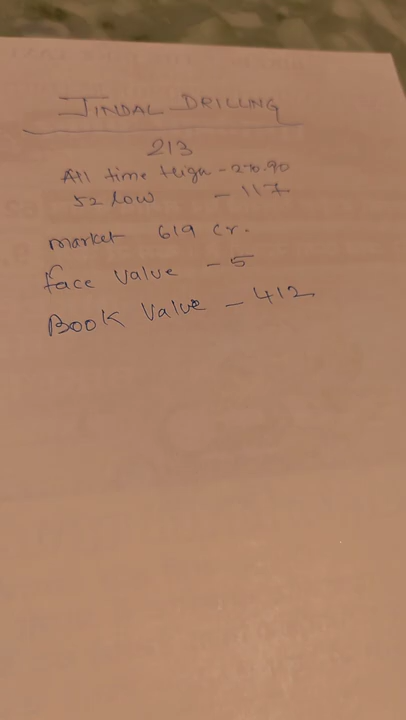 JINDAL DRILLING
213
All time High - 270.90
52 low - 117
market 619 cr.
face value - 5
Book Value - 412